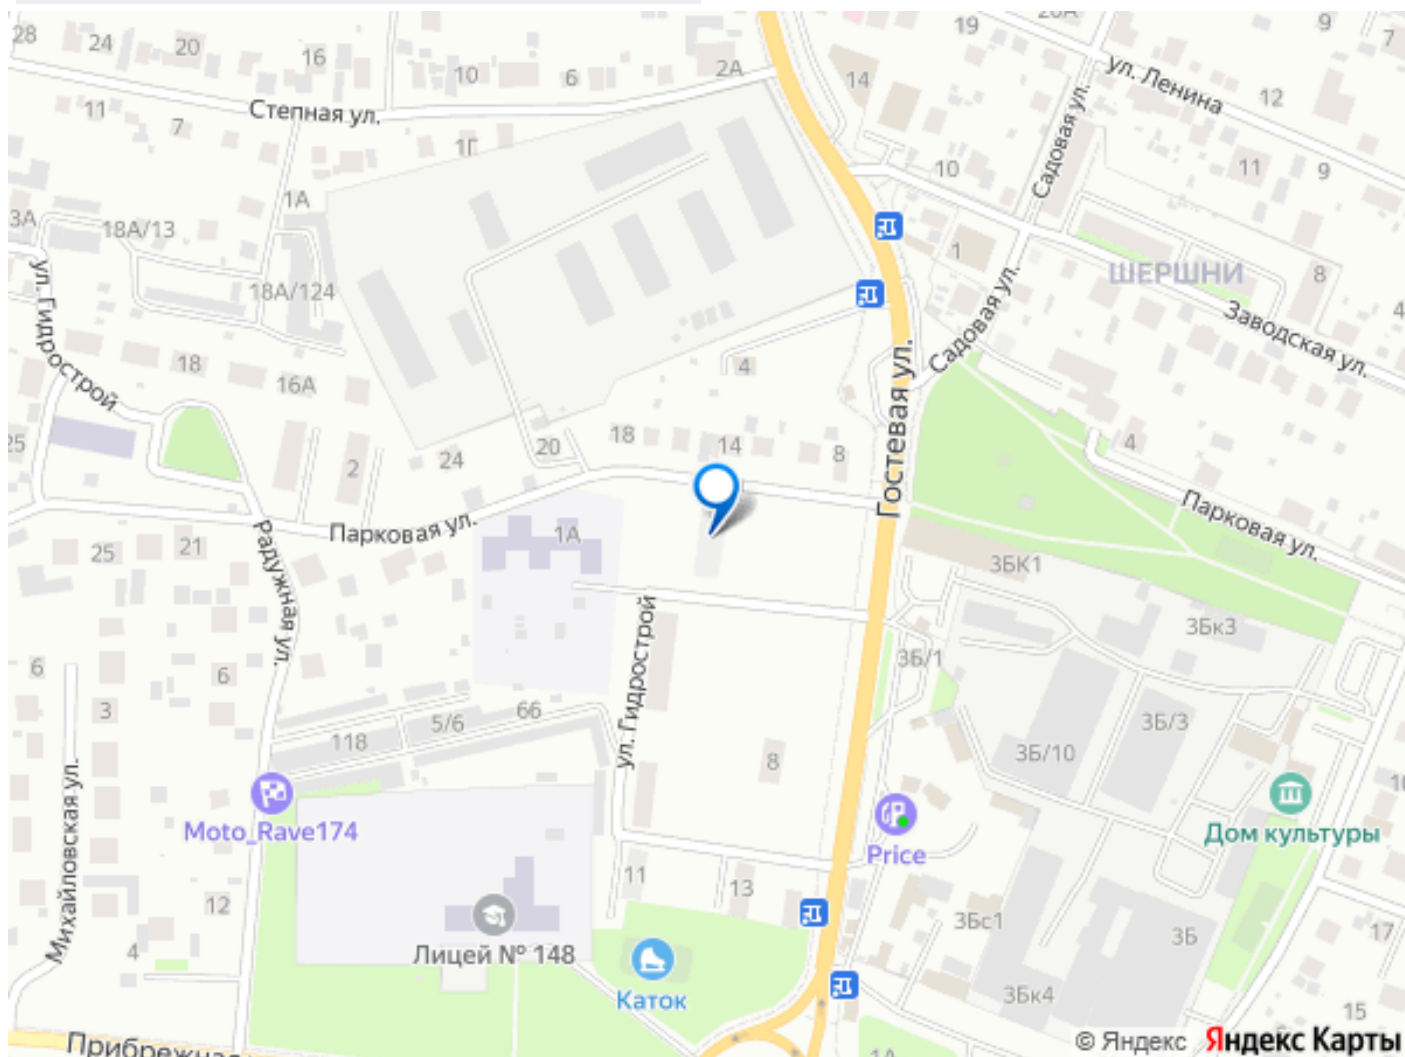 28
24
20
16
10
6
2А
14
19
20А
9
7
ул. Ленина
12
Степная ул.
11
7
1Г
10
Садовая ул.
11
9
1А
3А
18А/13
1
8
ШЕРШНИ
18А/124
ул. Гидрострой
Садовая ул.
Заводская ул.
4
18
16А
4
Гостевая ул.
25
2
24
20
18
14
8
4
Парковая ул.
Парковая ул.
1А
25
21
Радужная ул.
3БК1
3Бк3
ул. Гидрострой
3Б/1
6
6
3
5/6
6б
118
8
3Б/10
3Б/3
Михайловская ул.
Moto_Rave174
Price
Дом культуры
11
13
12
4
Лицей № 148
3Бс1
3Б
17
Каток
3Бк4
15
Прибрежная
1А
© Яндекс Яндекс Карты